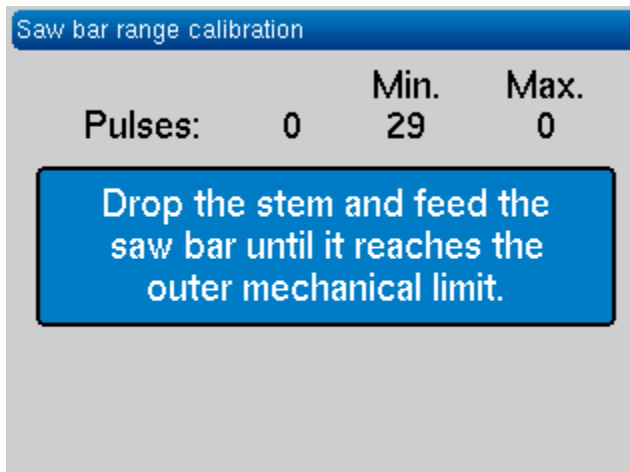 Saw bar range calibration
Min. Max.
Pulses: 0 29 0
Drop the stem and feed the
saw bar until it reaches the
outer mechanical limit.